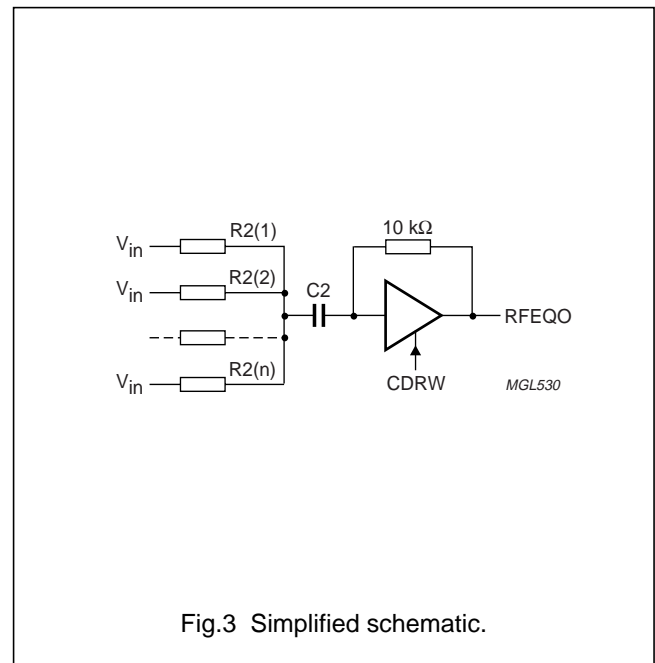 Vin
R2(1)
Vin
R2(2)
R2(n)
Vin
C2
10 kΩ
RFEQO
CDRW
MGL530
Fig.3 Simplified schematic.